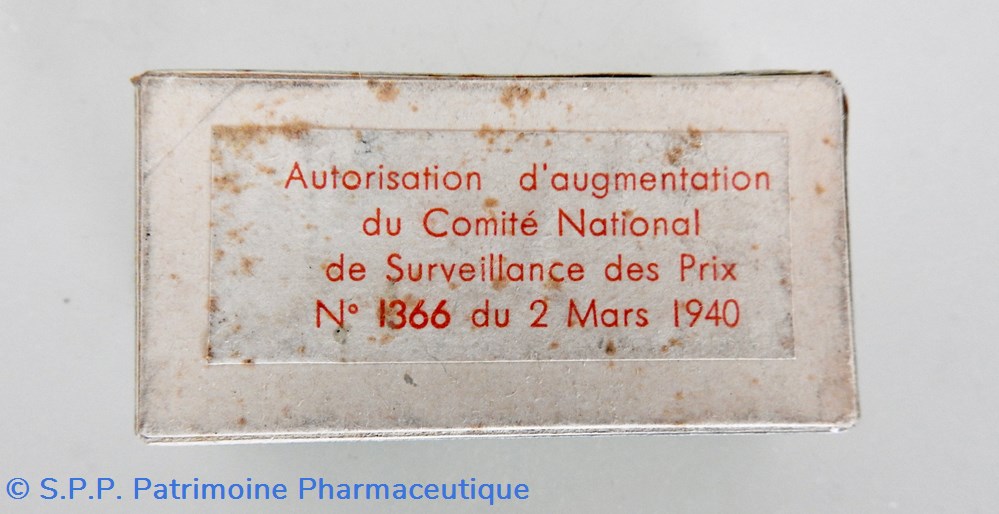 Autorisation d'augmentation
du Comité National
de Surveillance des Prix
N° 1366 du 2 Mars 1940
© S.P.P. Patrimoine Pharmaceutique